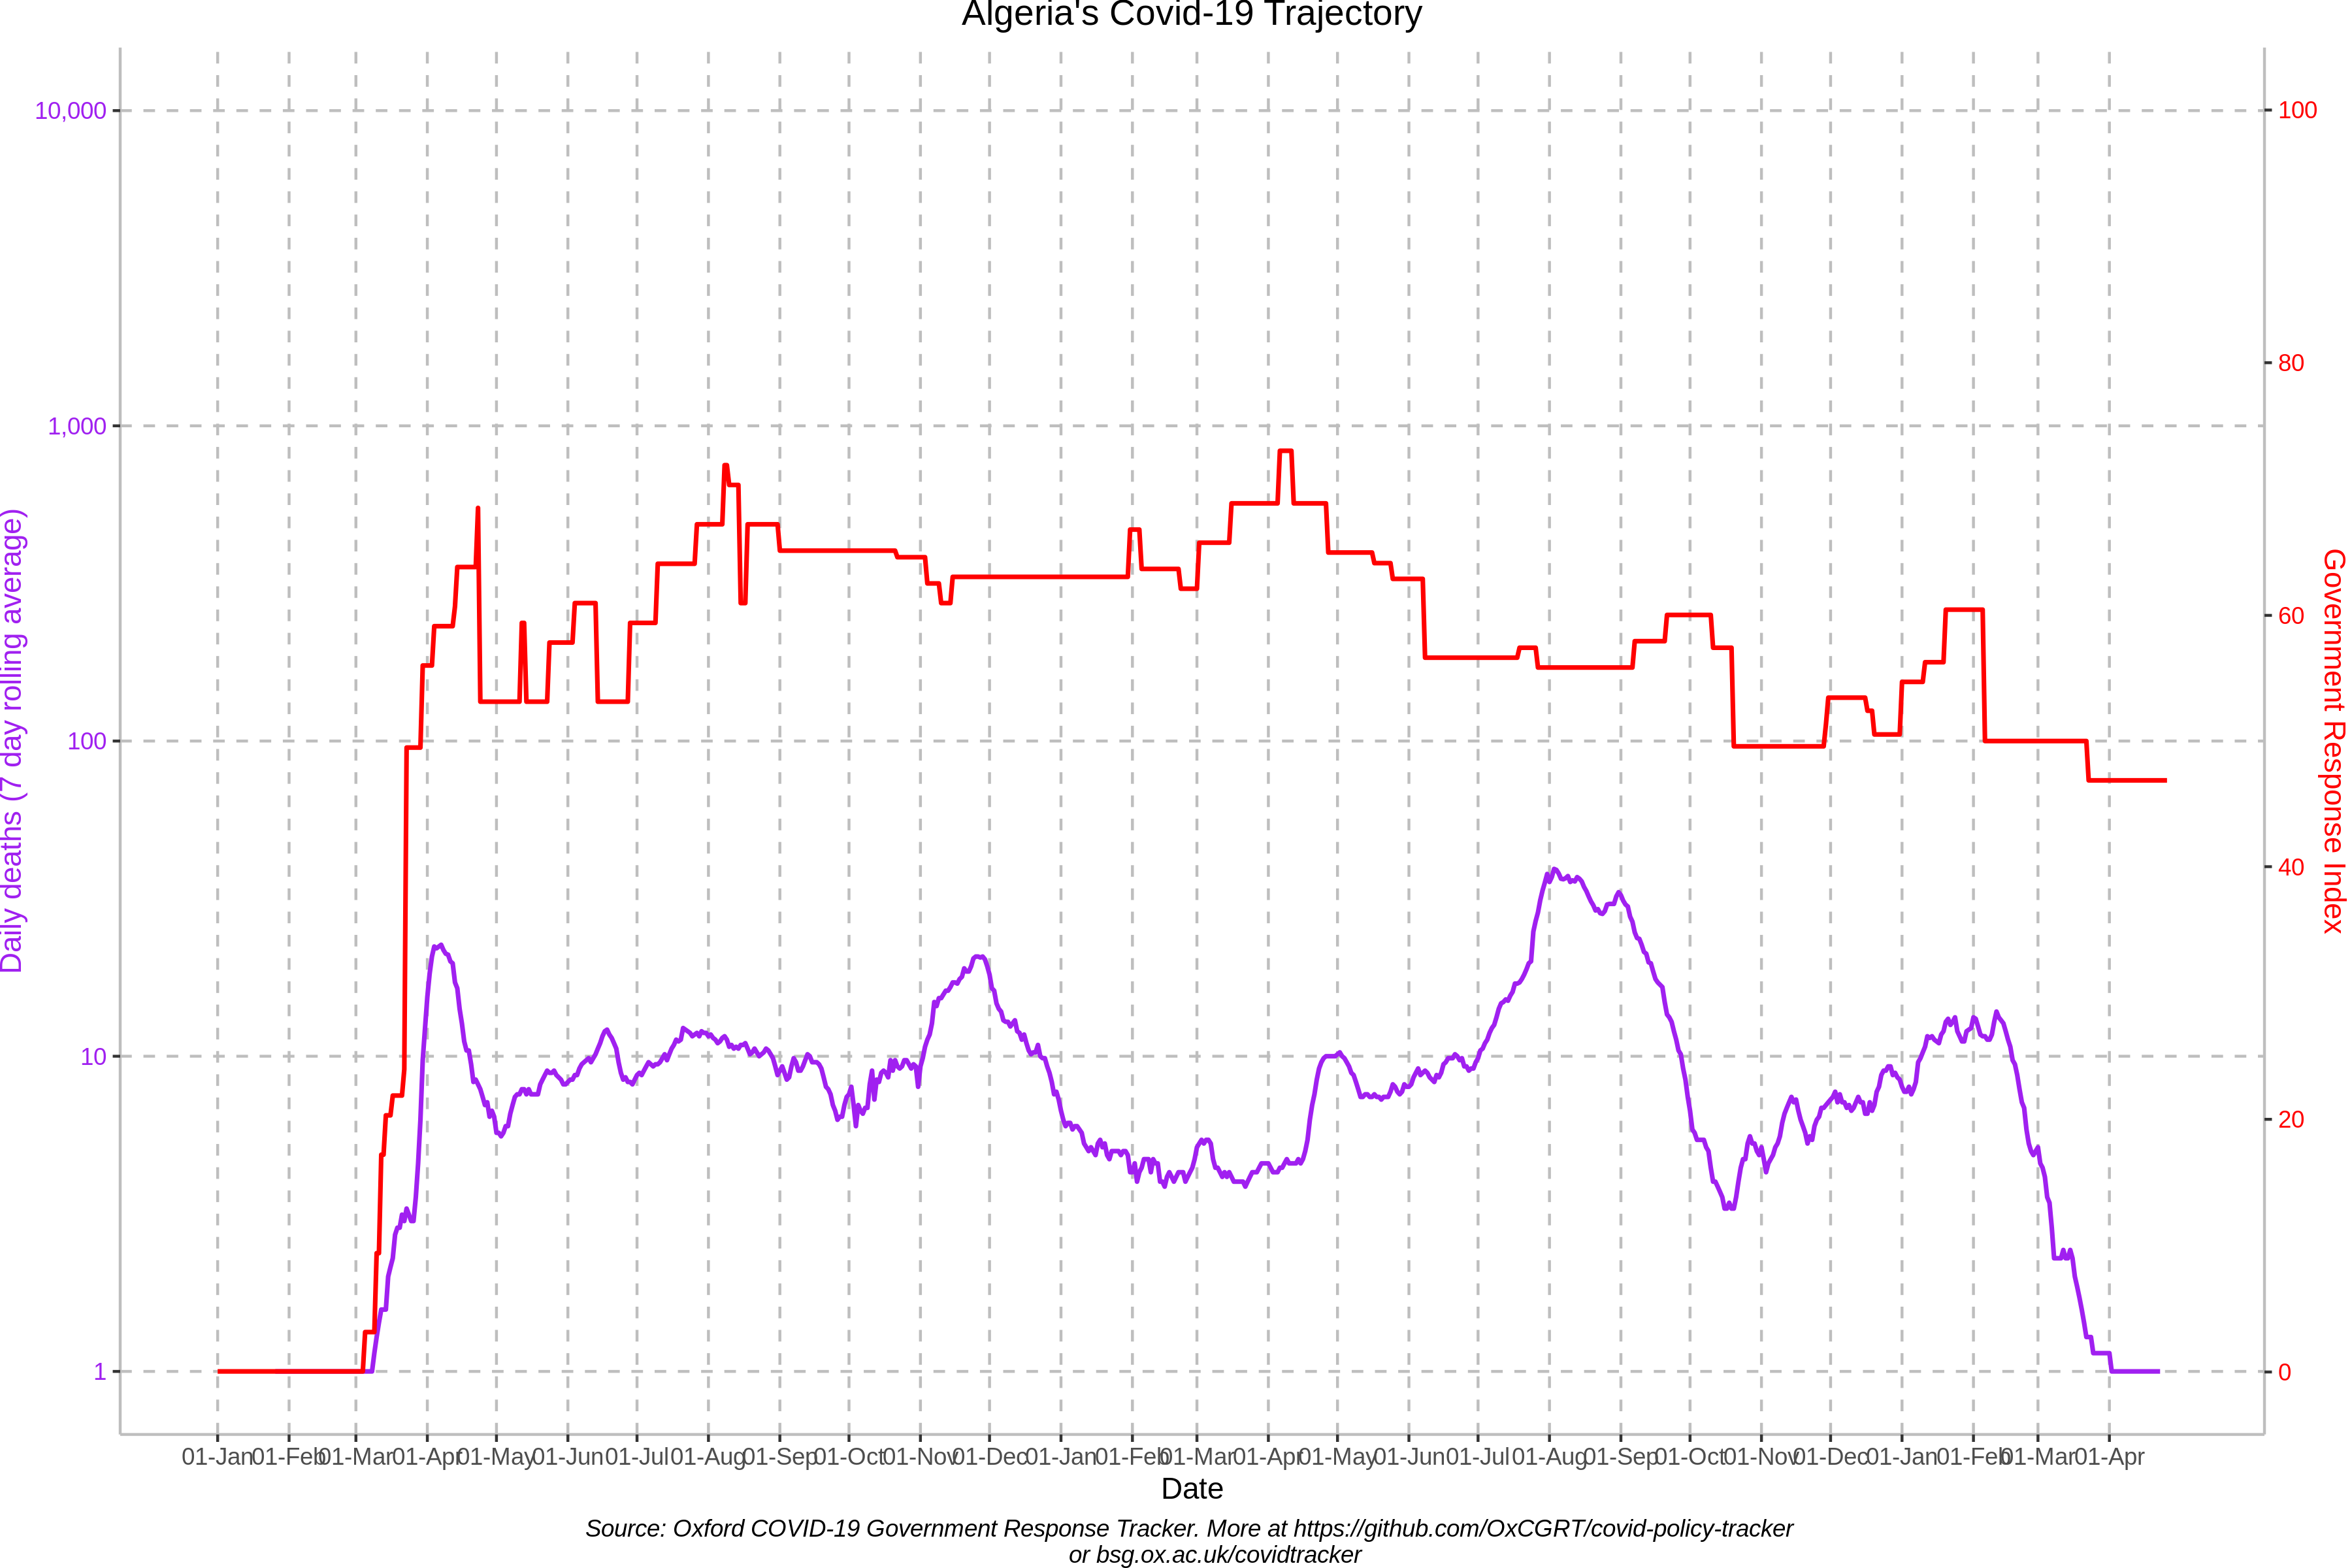 Algeria's Covid-19 Trajectory
10,000
1,000
100
10
1
Daily deaths (7 day rolling average)
100
80
60
40
20
0
Government Response Index
01-Jan 01-Feb 01-Mar 01-Apr 01-May 01-Jun 01-Jul 01-Aug 01-Sep 01-Oct 01-Nov 01-Dec 01-Jan 01-Feb 01-Mar 01-Apr 01-May 01-Jun 01-Jul 01-Aug 01-Sep 01-Oct 01-Nov 01-Dec 01-Jan 01-Feb 01-Mar 01-Apr
Date
Source: Oxford COVID-19 Government Response Tracker. More at https://github.com/OxCGRT/covid-policy-tracker
or bsg.ox.ac.uk/covidtracker